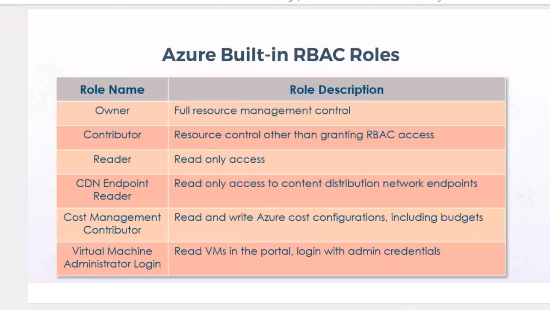 Azure Built-in RBAC Roles
Role Name Role Description
Owner Full resource management control
Contributor Resource control other than granting RBAC access
Reader Read only access
CDN Endpoint Read only access to content distribution network endpoints
Reader
Cost Management Read and write Azure cost configurations, including budgets
Contributor
Virtual Machine Read VMs in the portal, login with admin credentials
Administrator Login